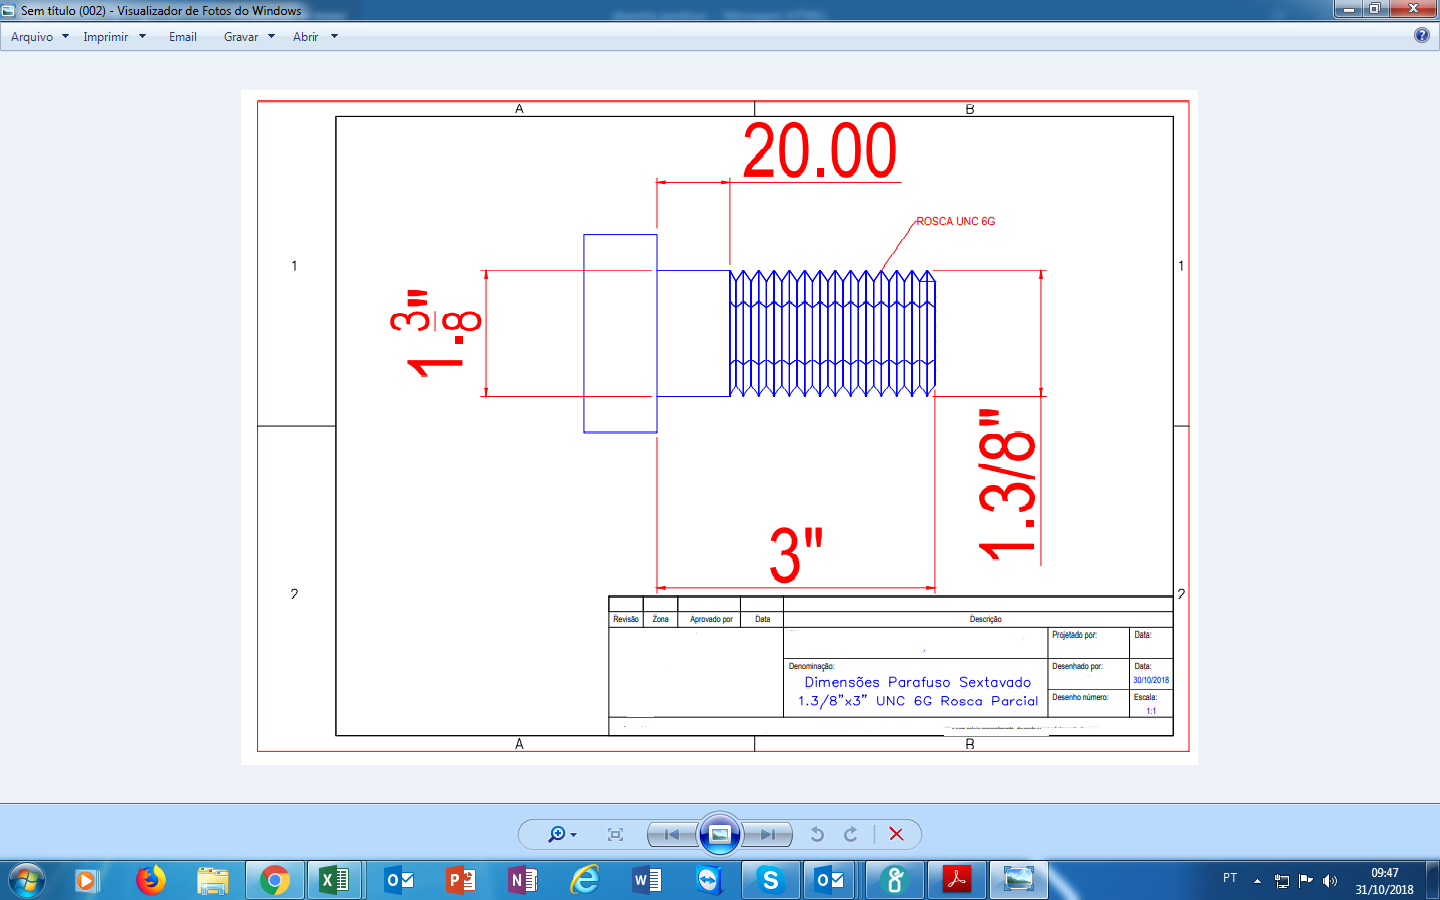 Sem título (002) - Visualizador de Fotos do Windows
Arquivo Imprimir Email Gravar Abrir
A B
20.00
ROSCA UNC 6G
1 1
1.3/8"
1.3/8"
3"
2 2
Revisão Zona Aprovado por Data Descrição
Projetado por: Data:
Denominação: Desenhado por: Data:
Dimensões Parafuso Sextavado 30/10/2018
1.3/8"x3" UNC 6G Rosca Parcial Desenho número: Escala:
1:1
A B
PT 09:47
31/10/2018